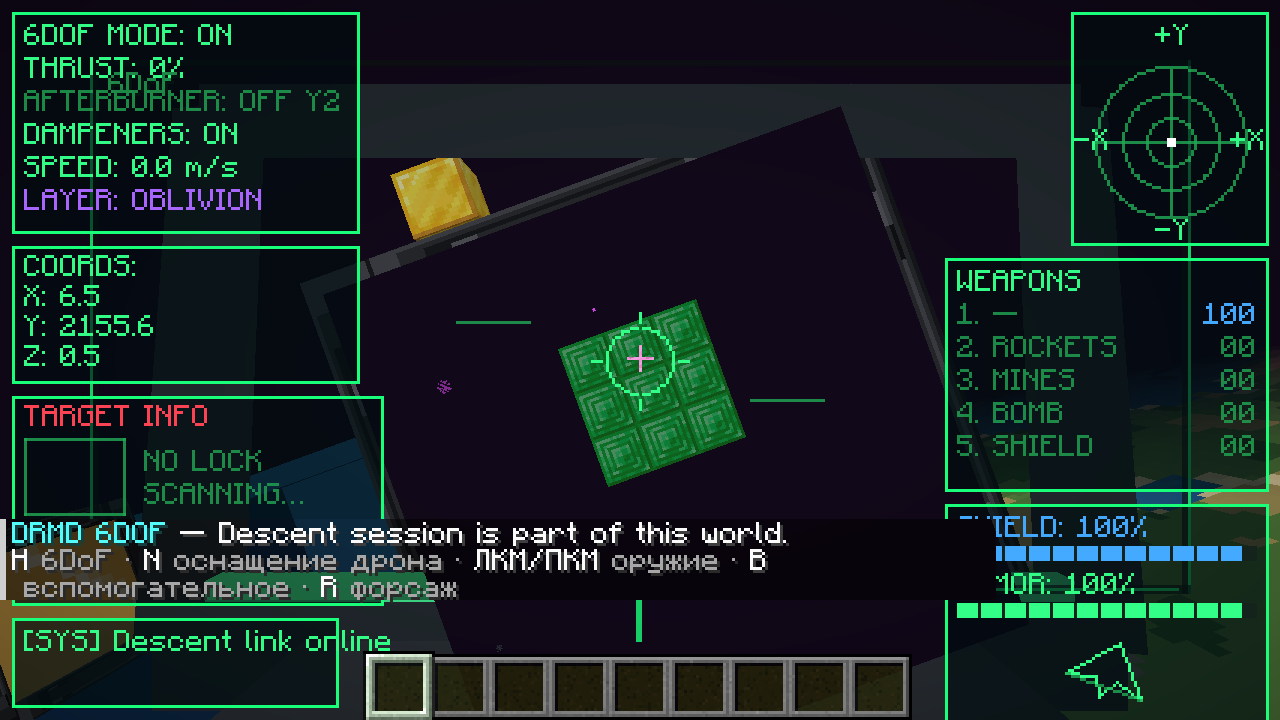 6DOF MODE: ON
THRUST: 0%
6DoF
AFTERBURNER: OFF Y2
DAMPENERS: ON
SPEED: 0.0 m/s
LAYER: OBLIVION
COORDS:
X: 6.5
Y: 2155.6
Z: 0.5
TARGET INFO
NO LOCK
SCANNING...
+Y
-X
+X
-Y
WEAPONS
1. — 100
2. ROCKETS 00
3. MINES 00
4. BOMB 00
5. SHIELD 00
IELD: 100%
MOR: 100%
DRMD 6DOF — Descent session is part of this world.
H 6DoF · N оснащение дрона · ЛКМ/ПКМ оружие · B
вспомогательное · R форсаж
[SYS] Descent link online